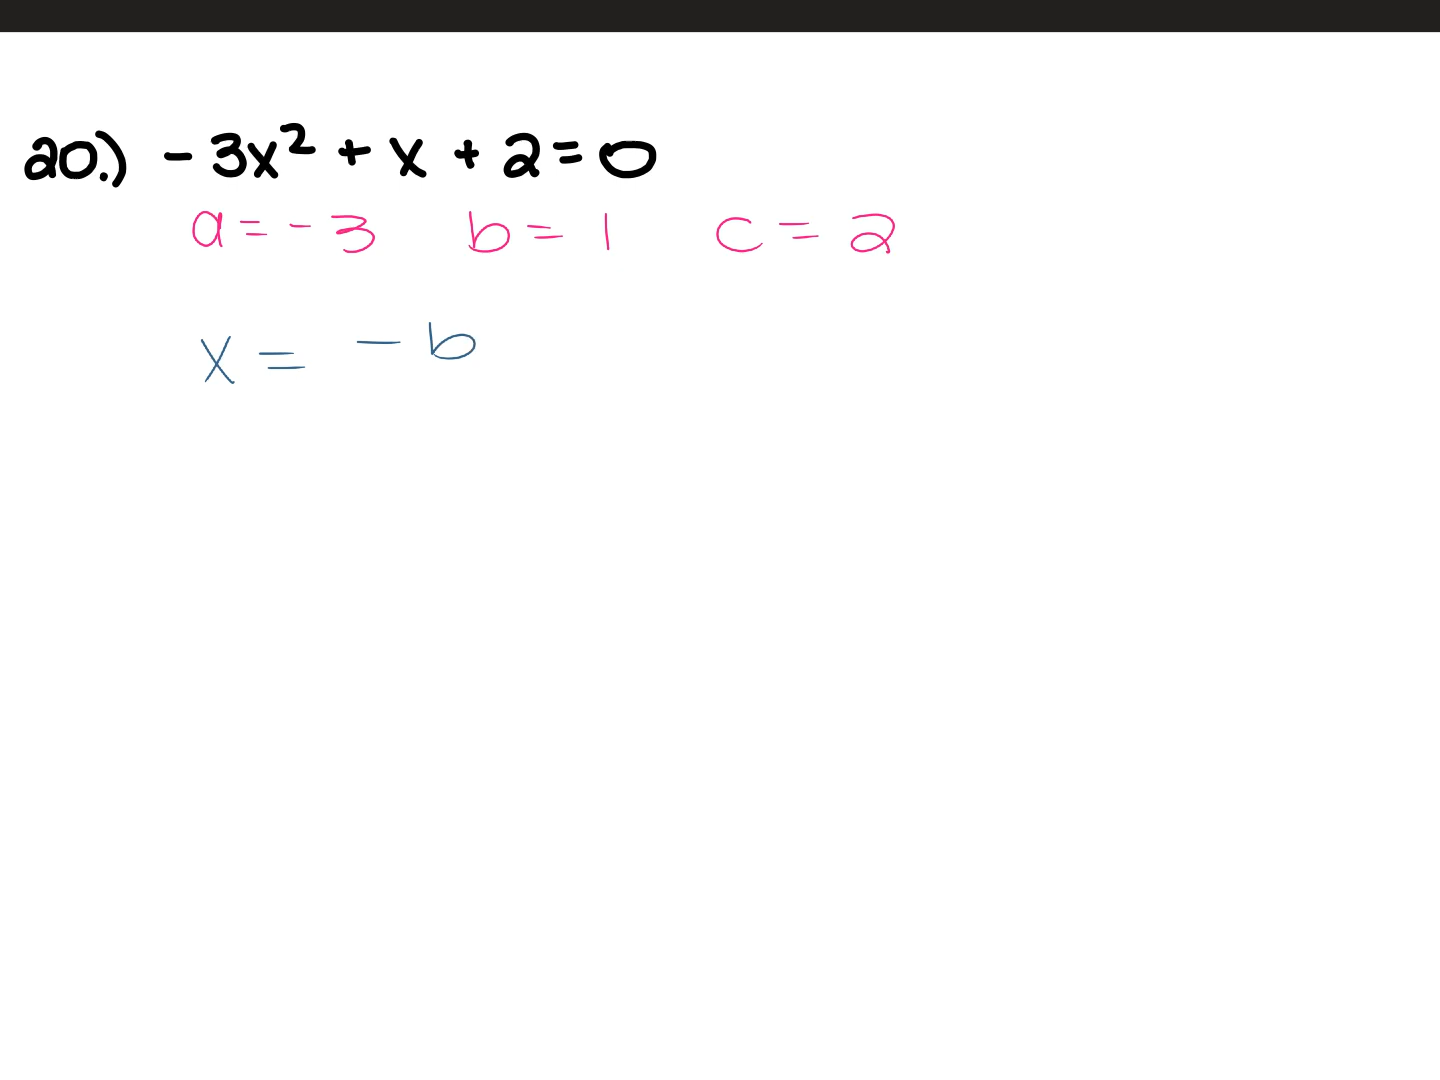 20.) - 3x² + x + 2 = 0
a = - 3 b = 1 c = 2
x = - b